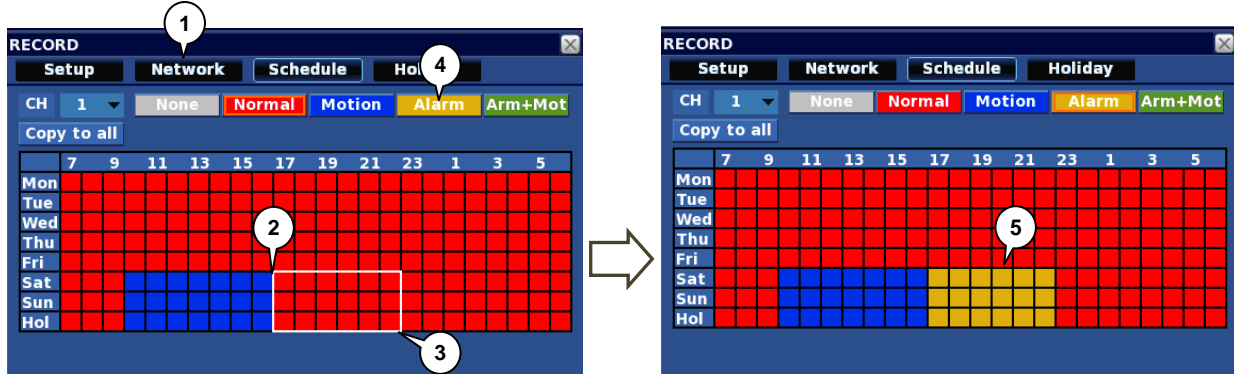 1
RECORD
Setup Network Schedule Hol 4
CH 1 None Normal Motion Alarm Arm+Mot
Copy to all
7 9 11 13 15 17 19 21 23 1 3 5
Mon
Tue
Wed
Thu
2
Fri
Sat
Sun
Hol
3
RECORD
Setup Network Schedule Holiday
CH 1 None Normal Motion Alarm Arm+Mot
Copy to all
7 9 11 13 15 17 19 21 23 1 3 5
Mon
Tue
Wed
5
Thu
Fri
Sat
Sun
Hol